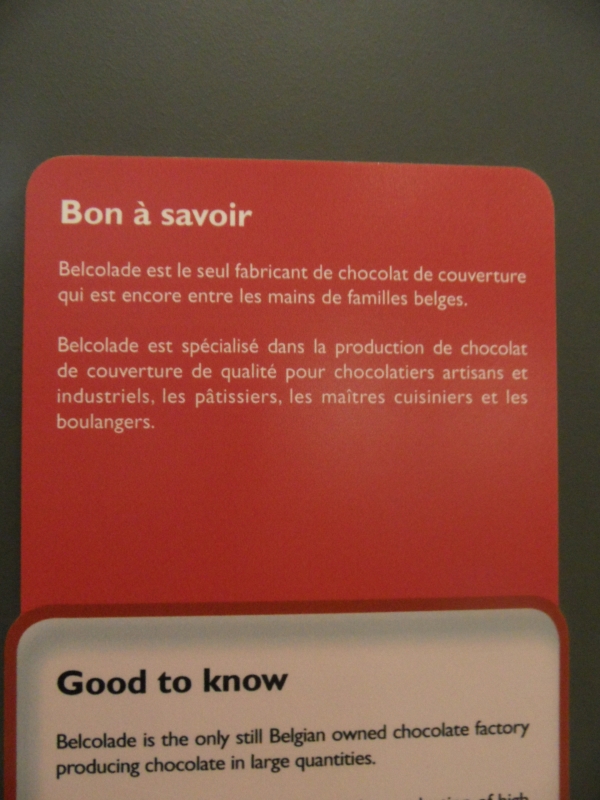 Bon à savoir
Belcolade est le seul fabricant de chocolat de couverture
qui est encore entre les mains de familles belges.
Belcolade est spécialisé dans la production de chocolat
de couverture de qualité pour chocolatiers artisans et
industriels, les pâtissiers, les maîtres cuisiniers et les
boulangers.
Good to know
Belcolade is the only still Belgian owned chocolate factory
producing chocolate in large quantities.
of high